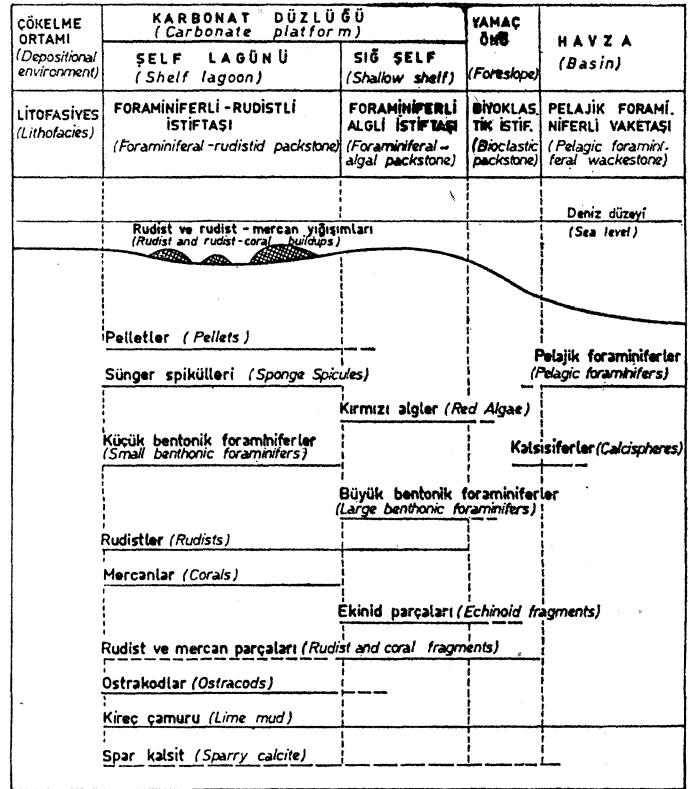 ÇÖKELME
ORTAMI
(Depositional
environment)
KARBONAT DÜZLÜĞÜ
(Carbonate platform)
ŞELF LAGÜNÜ
(Shelf lagoon)
SIĞ ŞELF
(Shallow shelf)
YAMAÇ
ÖNÜ
(Foreslope)
HAVZA
(Basin)
LİTOFASİYES
(Lithofacies)
FORAMİNİFERLİ-RUDİSTLİ
İSTİFTAŞI
(Foraminiferal-rudistid packstone)
FORAMİNİFERLİ
ALGLİ İSTİFTAŞI
(Foraminiferal-
algal packstone)
BİYOKLAS
TİK İSTİF.
(Bioclastic
packstone)
PELAJİK FORAMİ.
NİFERLİ VAKETAŞI
(Pelagic foramini-
feral wackestone)
Deniz düzeyi
(Sea level)
Rudist ve rudist-mercan yığışımları
(Rudist and rudist-coral buildups)
Pelletler (Pellets)
Pelajik foraminiferler
(Pelagic foraminifers)
Sünger spikülleri (Sponge Spicules)
Kırmızı algler (Red Algae)
Küçük bentonik foraminiferler
(Small benthonic foraminifers)
Kalsisiferler (Calcispheres)
Büyük bentonik foraminiferler
(Large benthonic foraminifers)
Rudistler (Rudists)
Mercanlar (Corals)
Ekinid parçaları (Echinoid fragments)
Rudist ve mercan parçaları (Rudist and coral fragments)
Ostrakodlar (Ostracods)
Kireç çamuru (Lime mud)
Spar kalsit (Sparry calcite)